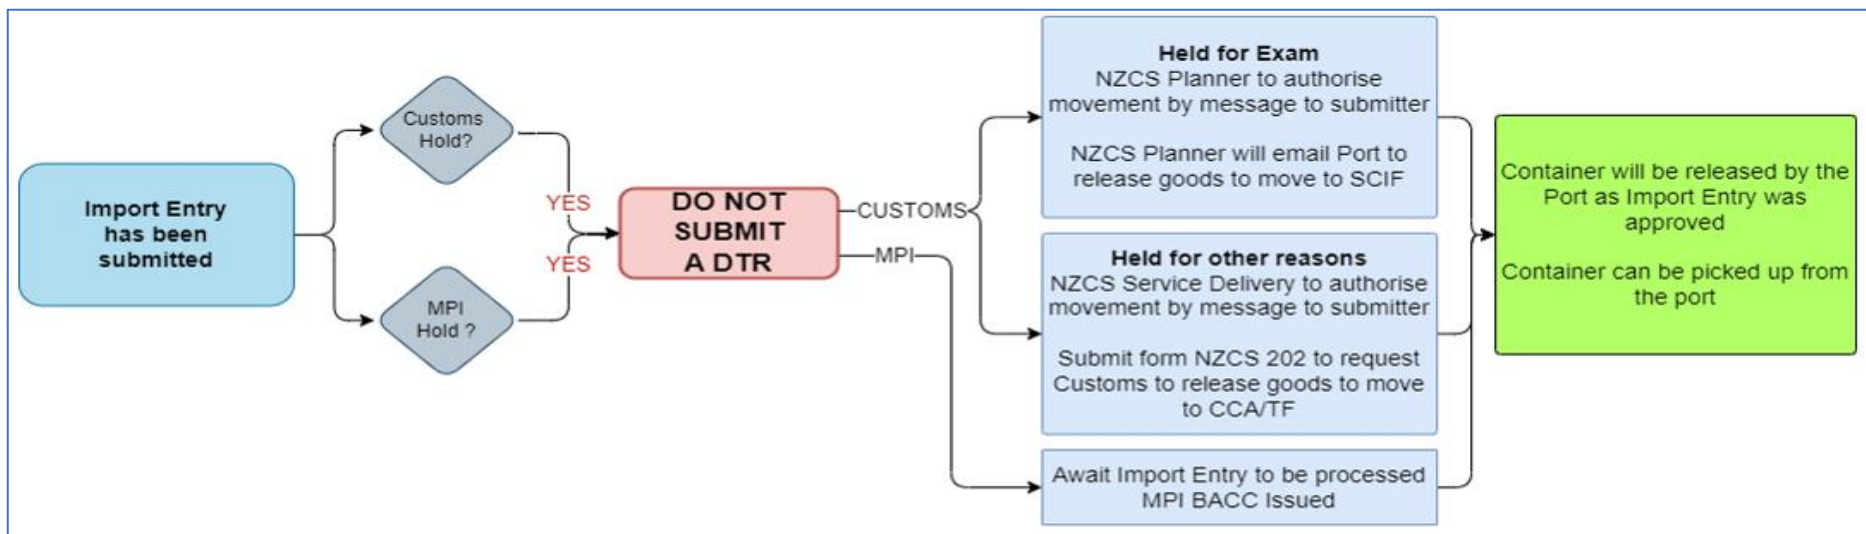 Import Entry
has been
submitted
Customs
Hold?
MPI
Hold ?
YES
YES
DO NOT
SUBMIT
A DTR
CUSTOMS
MPI
Held for Exam
NZCS Planner to authorise
movement by message to submitter
NZCS Planner will email Port to
release goods to move to SCIF
Held for other reasons
NZCS Service Delivery to authorise
movement by message to submitter
Submit form NZCS 202 to request
Customs to release goods to move
to CCA/TF
Await Import Entry to be processed
MPI BACC Issued
Container will be released by the
Port as Import Entry was
approved
Container can be picked up from
the port